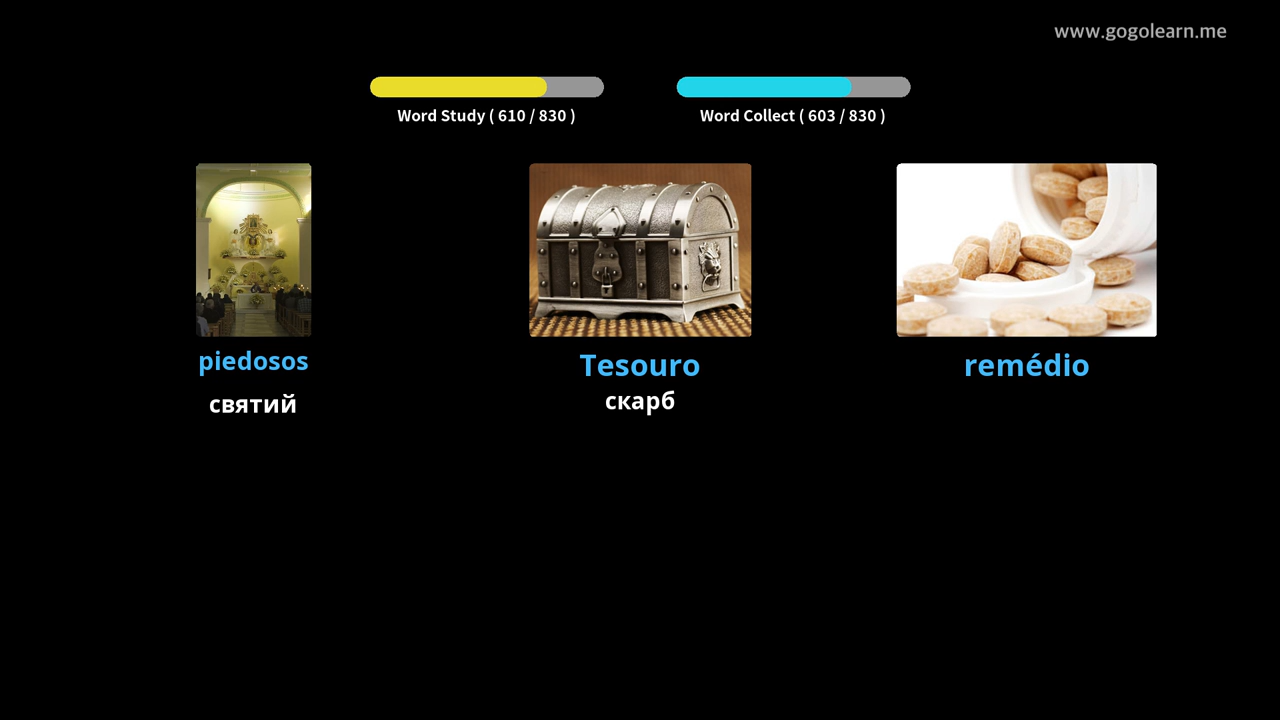 www.gogolearn.me
Word Study ( 610 / 830 )
Word Collect ( 603 / 830 )
piedosos
святий
Tesouro
скарб
remédio